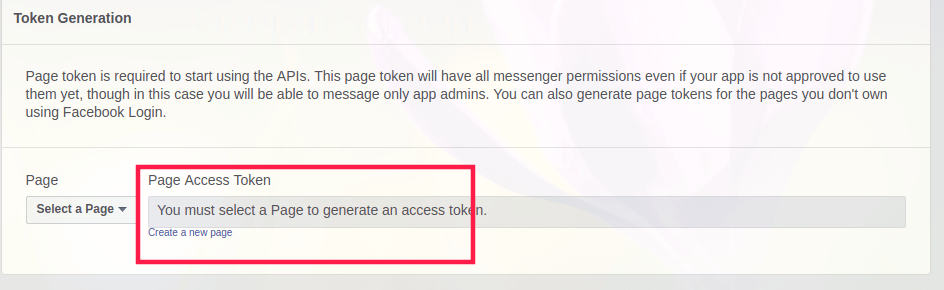 Token Generation
Page token is required to start using the APIs. This page token will have all messenger permissions even if your app is not approved to use
them yet, though in this case you will be able to message only app admins. You can also generate page tokens for the pages you don't own
using Facebook Login.
Page
Page Access Token
Select a Page
You must select a Page to generate an access token.
Create a new page